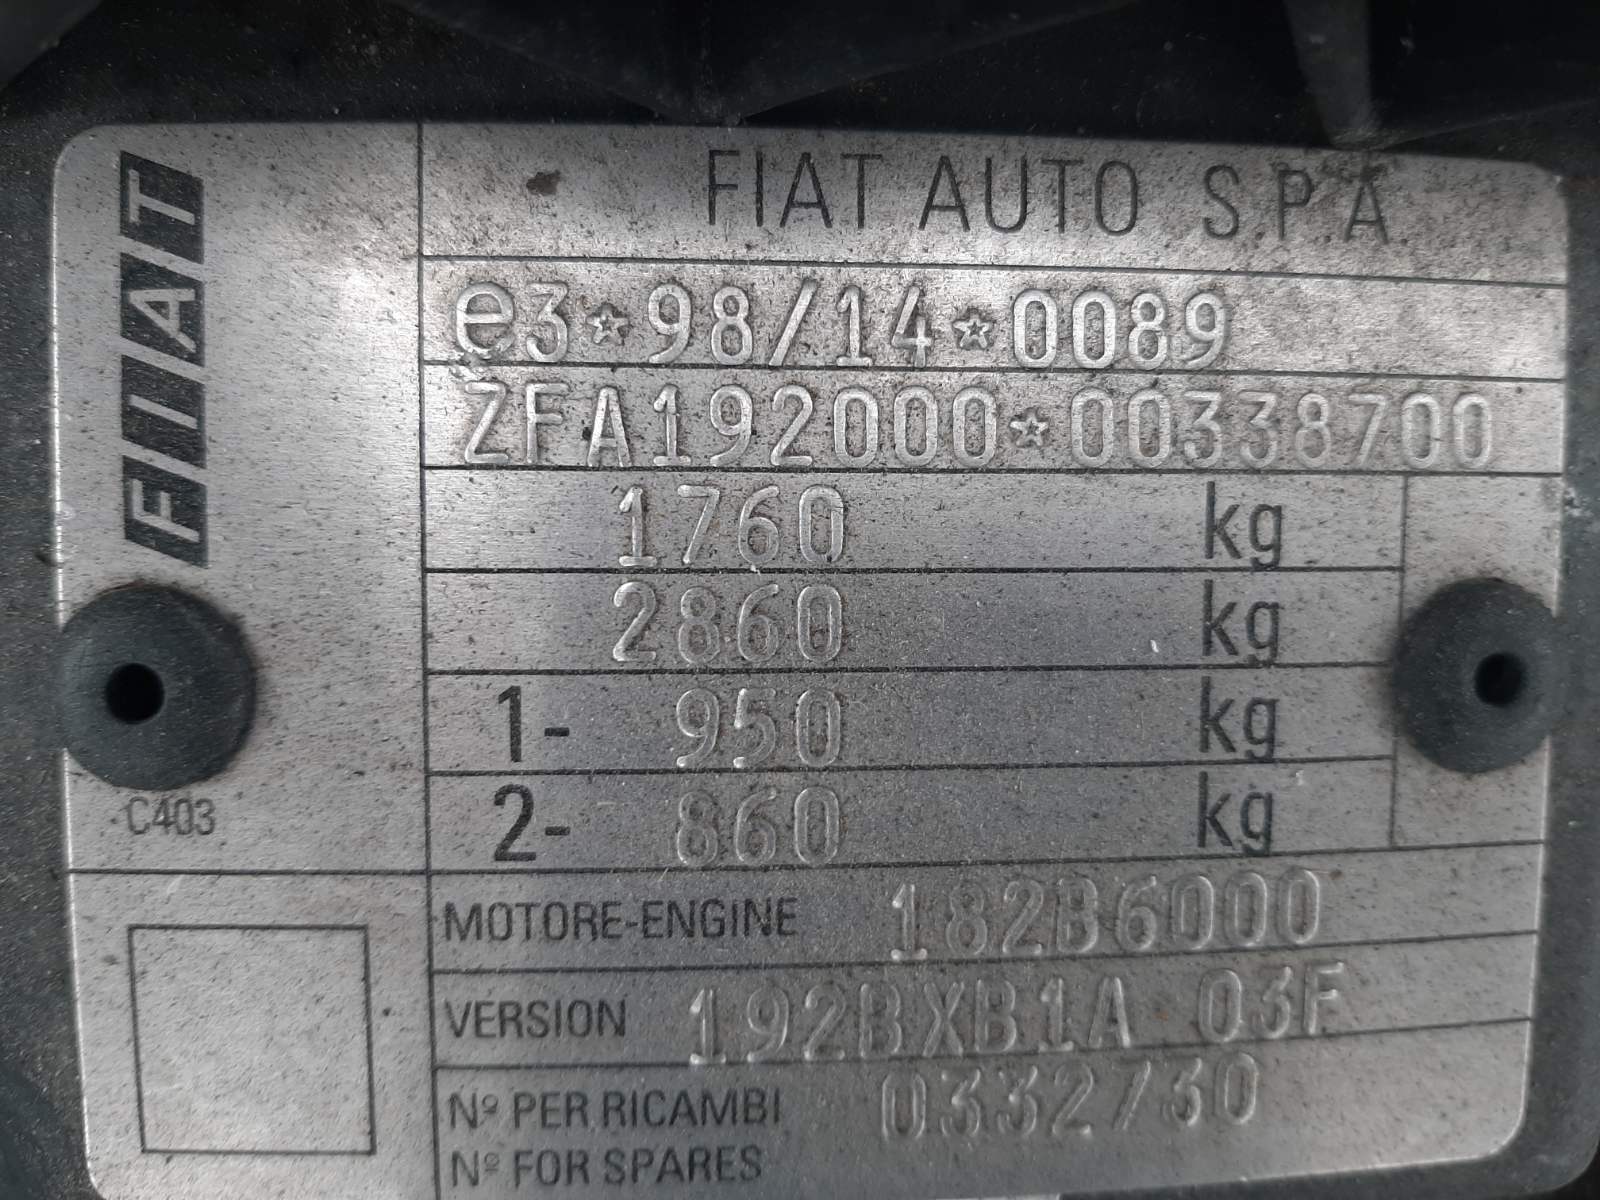 FIAT
FIAT AUTO S.P.A
e3*98/14*0089
ZFA192000*00338700
1760 kg
2860 kg
1- 950 kg
2- 860 kg
C403
MOTORE-ENGINE 182B6000
VERSION 192BXB1A 03F
Nº PER RICAMBI 0332730
Nº FOR SPARES